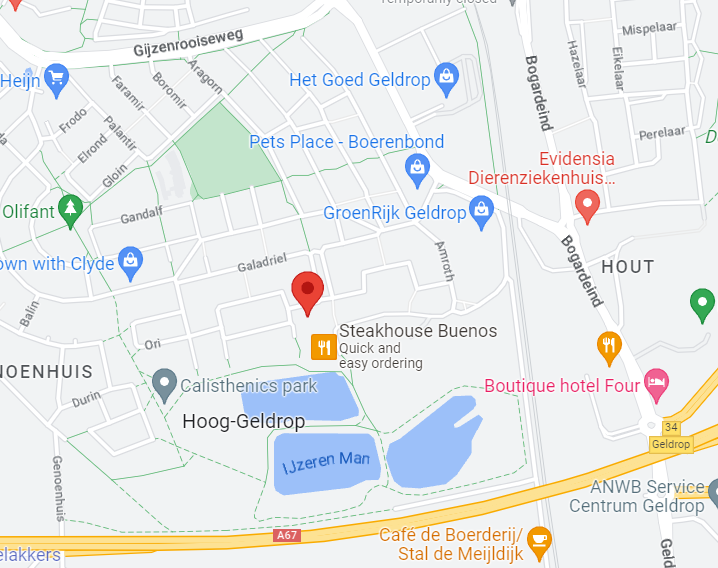 Temporarily closed
Gijzenrooiseweg
Mispelaar
Hazelaar
Eikelaar
Bogardeind
Heijn
Aragorn
Boromir
Faramir
Het Goed Geldrop
Frodo
Palantir
Elrond
Gloin
Perelaar
Pets Place - Boerenbond
Evidensia
Dierenziekenhuis...
Olifant
Gandalf
GroenRijk Geldrop
Amroth
Bogardeind
own with Clyde
Galadriel
HOUT
Balin
Ori
Steakhouse Buenos
Quick and
easy ordering
NOENHUIS
Durin
Calisthenics park
Boutique hotel Four
Hoog-Geldrop
34
Geldrop
Genoenhuis
IJzeren Man
ANWB Service
Centrum Geldrop
A67
Café de Boerderij/
Stal de Meijldijk
elakkers
Geld